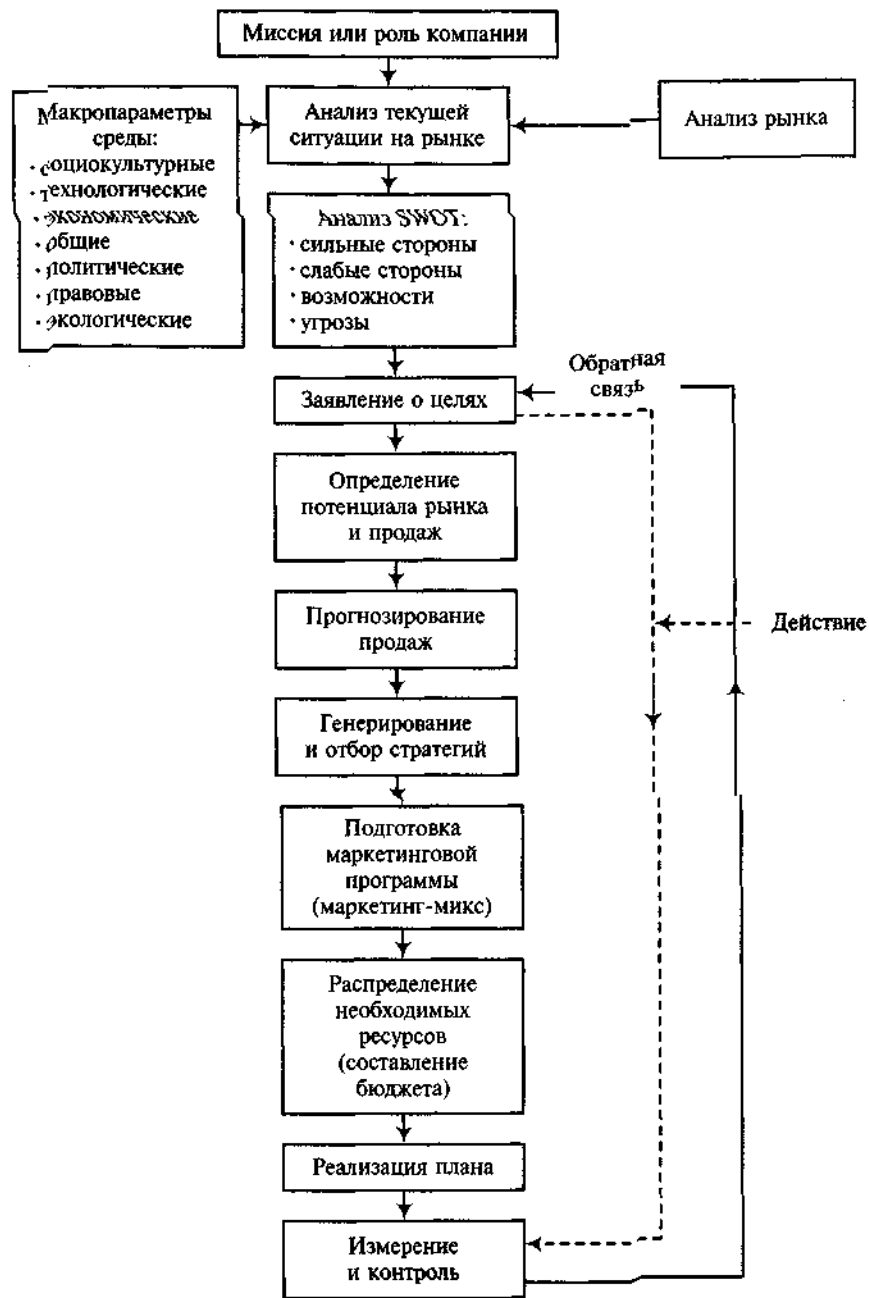 Миссия или роль компании
Макропараметры
среды:
· социокультурные
· технологические
· экономические
· общие
· политические
· правовые
· экологические
Анализ текущей
ситуации на рынке
Анализ рынка
Анализ SWOT:
· сильные стороны
· слабые стороны
· возможности
· угрозы
Обратная
связь
Заявление о целях
Определение
потенциала рынка
и продаж
Прогнозирование
продаж
Действие
Генерирование
и отбор стратегий
Подготовка
маркетинговой
программы
(маркетинг-микс)
Распределение
необходимых
ресурсов
(составление
бюджета)
Реализация плана
Измерение
и контроль